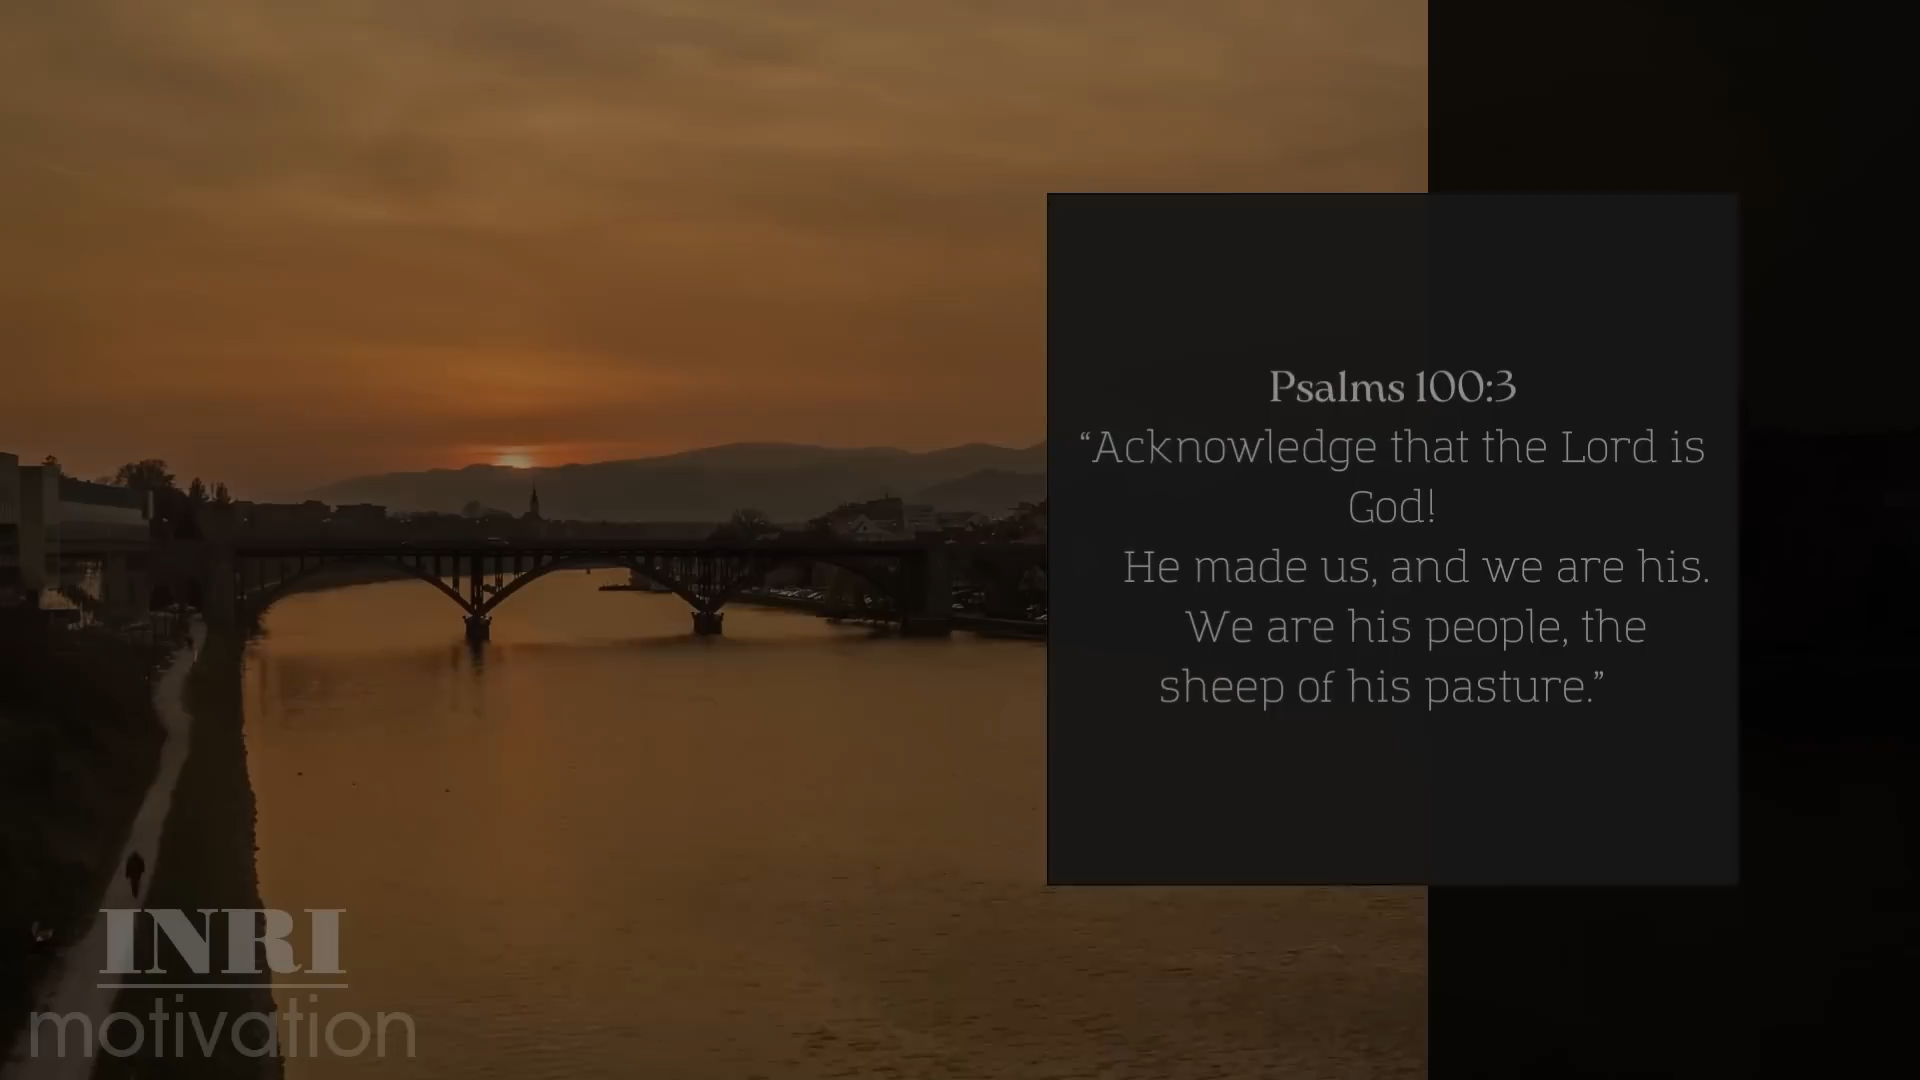 Psalms 100:3
“Acknowledge that the Lord is
God!
He made us, and we are his.
We are his people, the
sheep of his pasture.”
INRI
motivation